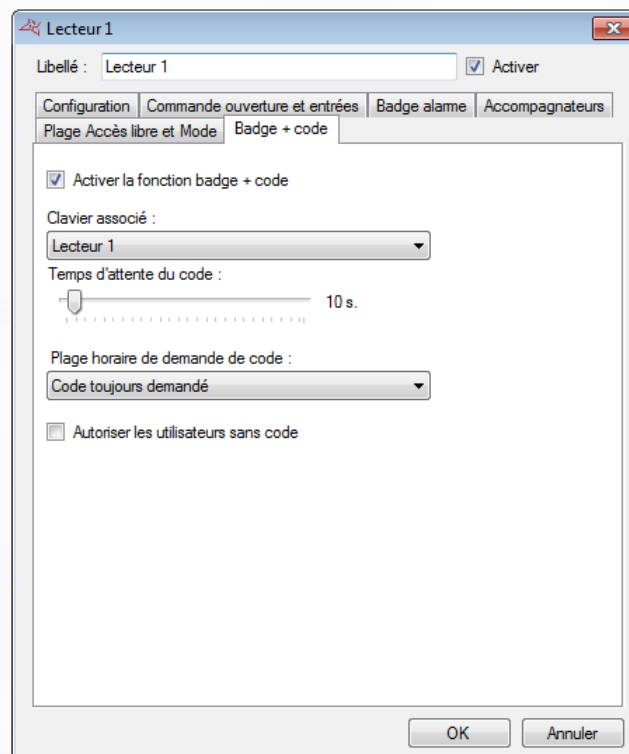 Lecteur 1
Libellé : Lecteur 1 Activer
Configuration Commande ouverture et entrées Badge alarme Accompagnateurs
Plage Accès libre et Mode Badge + code
Activer la fonction badge + code
Clavier associé :
Lecteur 1
Temps d'attente du code :
10 s.
Plage horaire de demande de code :
Code toujours demandé
Autoriser les utilisateurs sans code
OK Annuler